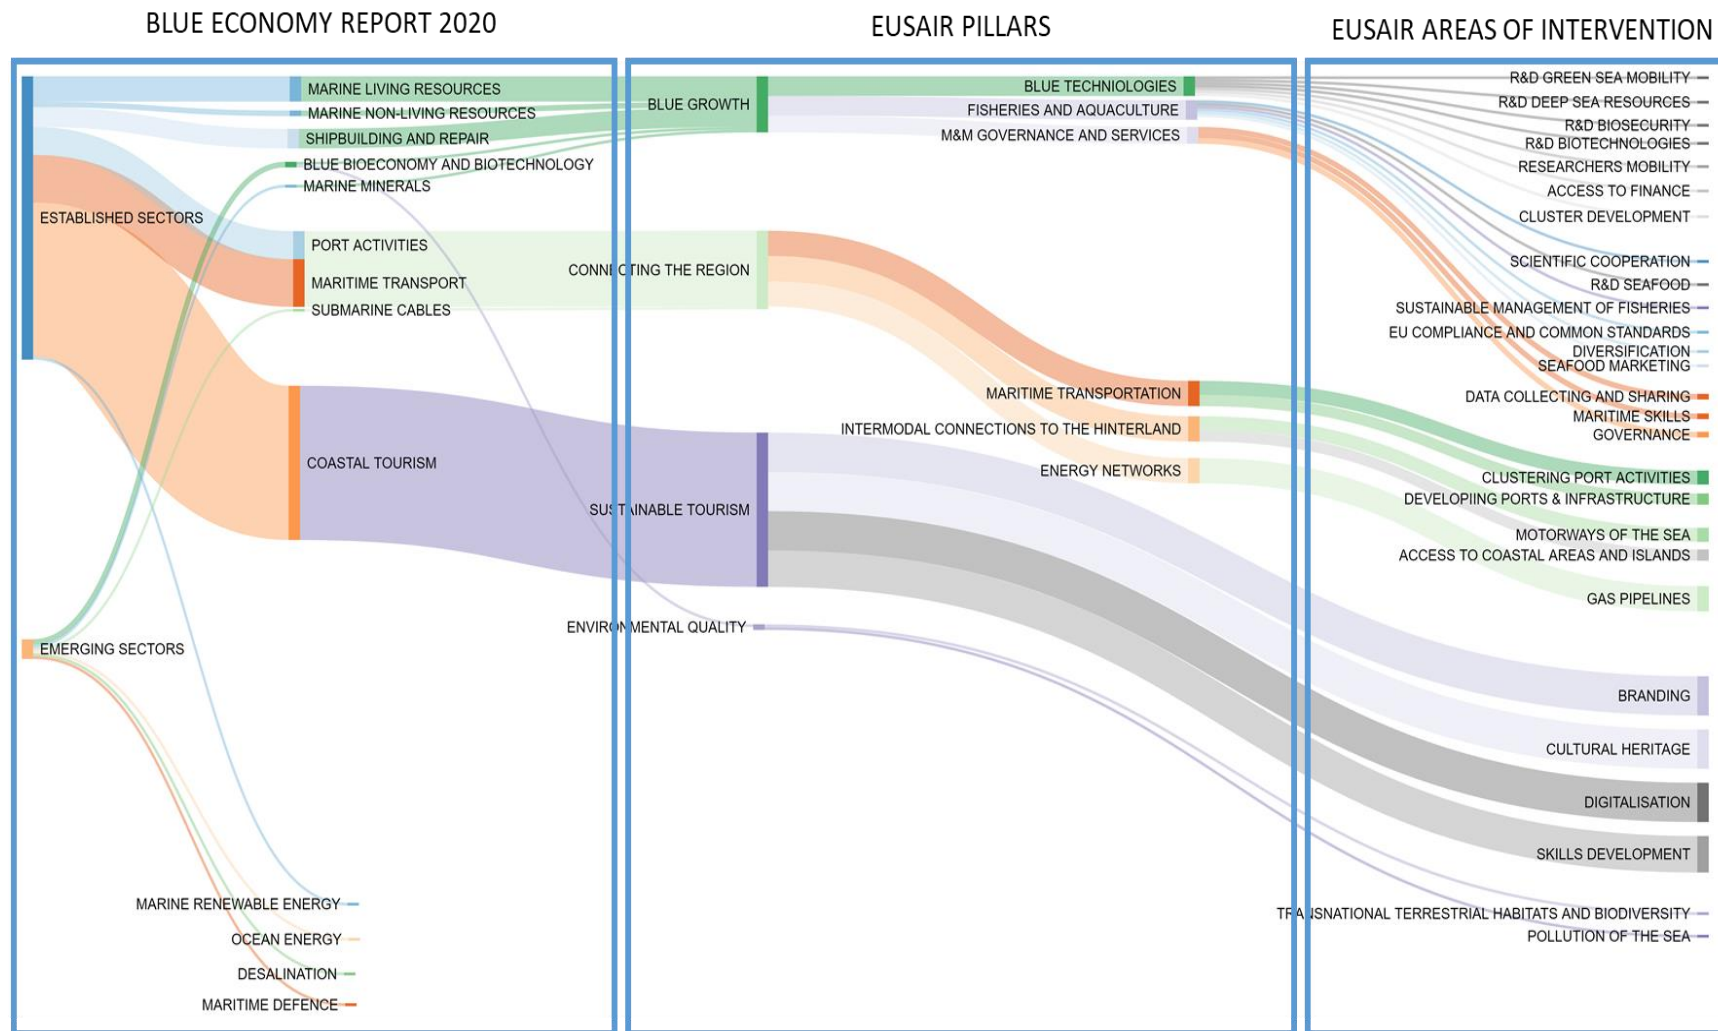 BLUE ECONOMY REPORT 2020
EUSAIR PILLARS
EUSAIR AREAS OF INTERVENTION
ESTABLISHED SECTORS
EMERGING SECTORS
MARINE LIVING RESOURCES
MARINE NON-LIVING RESOURCES
SHIPBUILDING AND REPAIR
BLUE BIOECONOMY AND BIOTECHNOLOGY
MARINE MINERALS
PORT ACTIVITIES
MARITIME TRANSPORT
SUBMARINE CABLES
COASTAL TOURISM
MARINE RENEWABLE ENERGY
OCEAN ENERGY
DESALINATION
MARITIME DEFENCE
BLUE GROWTH
CONNECTING THE REGION
SUSTAINABLE TOURISM
ENVIRONMENTAL QUALITY
BLUE TECHNIOLOGIES
FISHERIES AND AQUACULTURE
M&M GOVERNANCE AND SERVICES
MARITIME TRANSPORTATION
INTERMODAL CONNECTIONS TO THE HINTERLAND
ENERGY NETWORKS
R&D GREEN SEA MOBILITY
R&D DEEP SEA RESOURCES
R&D BIOSECURITY
R&D BIOTECHNOLOGIES
RESEARCHERS MOBILITY
ACCESS TO FINANCE
CLUSTER DEVELOPMENT
SCIENTIFIC COOPERATION
R&D SEAFOOD
SUSTAINABLE MANAGEMENT OF FISHERIES
EU COMPLIANCE AND COMMON STANDARDS
DIVERSIFICATION
SEAFOOD MARKETING
DATA COLLECTING AND SHARING
MARITIME SKILLS
GOVERNANCE
CLUSTERING PORT ACTIVITIES
DEVELOPIING PORTS & INFRASTRUCTURE
MOTORWAYS OF THE SEA
ACCESS TO COASTAL AREAS AND ISLANDS
GAS PIPELINES
BRANDING
CULTURAL HERITAGE
DIGITALISATION
SKILLS DEVELOPMENT
TRANSNATIONAL TERRESTRIAL HABITATS AND BIODIVERSITY
POLLUTION OF THE SEA